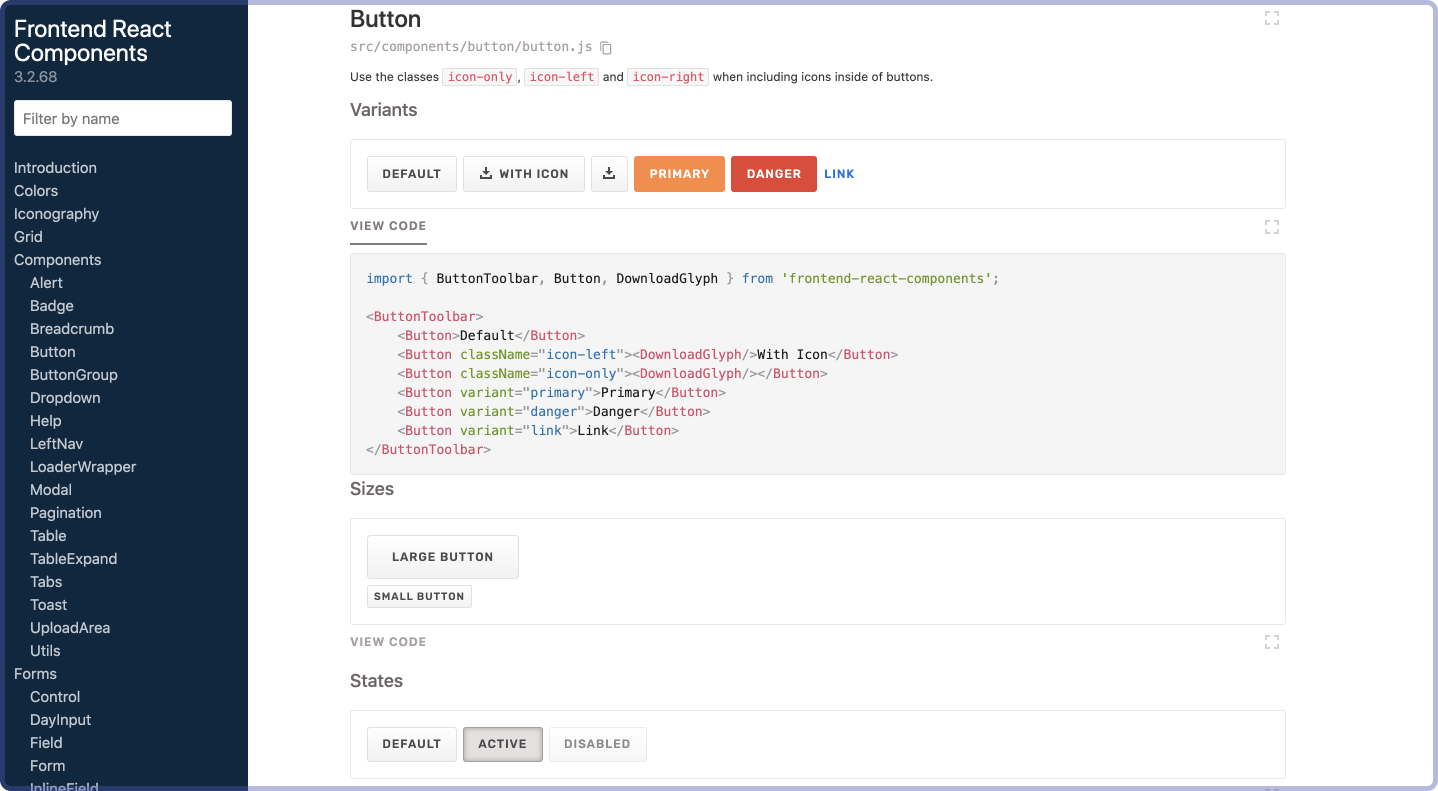 Frontend React
Components
3.2.68
Filter by name
Introduction
Colors
Iconography
Grid
Components
Alert
Badge
Breadcrumb
Button
ButtonGroup
Dropdown
Help
LeftNav
LoaderWrapper
Modal
Pagination
Table
TableExpand
Tabs
Toast
UploadArea
Utils
Forms
Control
DayInput
Field
Form
InlineField
Button
src/components/button/button.js
Use the classes icon-only, icon-left and icon-right when including icons inside of buttons.
Variants
DEFAULT WITH ICON PRIMARY DANGER LINK
VIEW CODE
import { ButtonToolbar, Button, DownloadGlyph } from 'frontend-react-components';
<ButtonToolbar>
    <Button>Default</Button>
    <Button className="icon-left"><DownloadGlyph/>With Icon</Button>
    <Button className="icon-only"><DownloadGlyph/></Button>
    <Button variant="primary">Primary</Button>
    <Button variant="danger">Danger</Button>
    <Button variant="link">Link</Button>
</ButtonToolbar>
Sizes
LARGE BUTTON
SMALL BUTTON
VIEW CODE
States
DEFAULT ACTIVE DISABLED